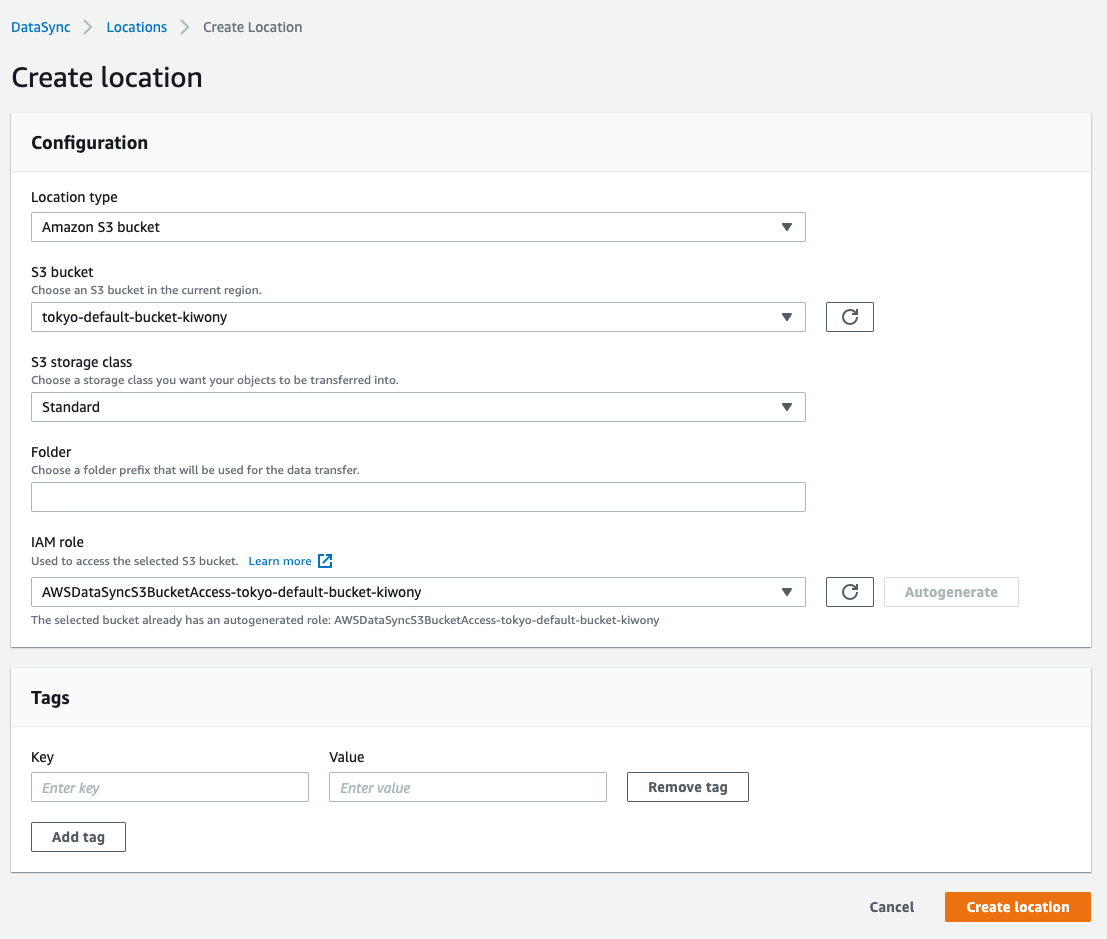 DataSync > Locations > Create Location
Create location
Configuration
Location type
Amazon S3 bucket
S3 bucket
Choose an S3 bucket in the current region.
tokyo-default-bucket-kiwony
S3 storage class
Choose a storage class you want your objects to be transferred into.
Standard
Folder
Choose a folder prefix that will be used for the data transfer.
IAM role
Used to access the selected S3 bucket. Learn more
AWSDataSyncS3BucketAccess-tokyo-default-bucket-kiwony Autogenerate
The selected bucket already has an autogenerated role: AWSDataSyncS3BucketAccess-tokyo-default-bucket-kiwony
Tags
Key Value
Enter key Enter value Remove tag
Add tag
Cancel Create location